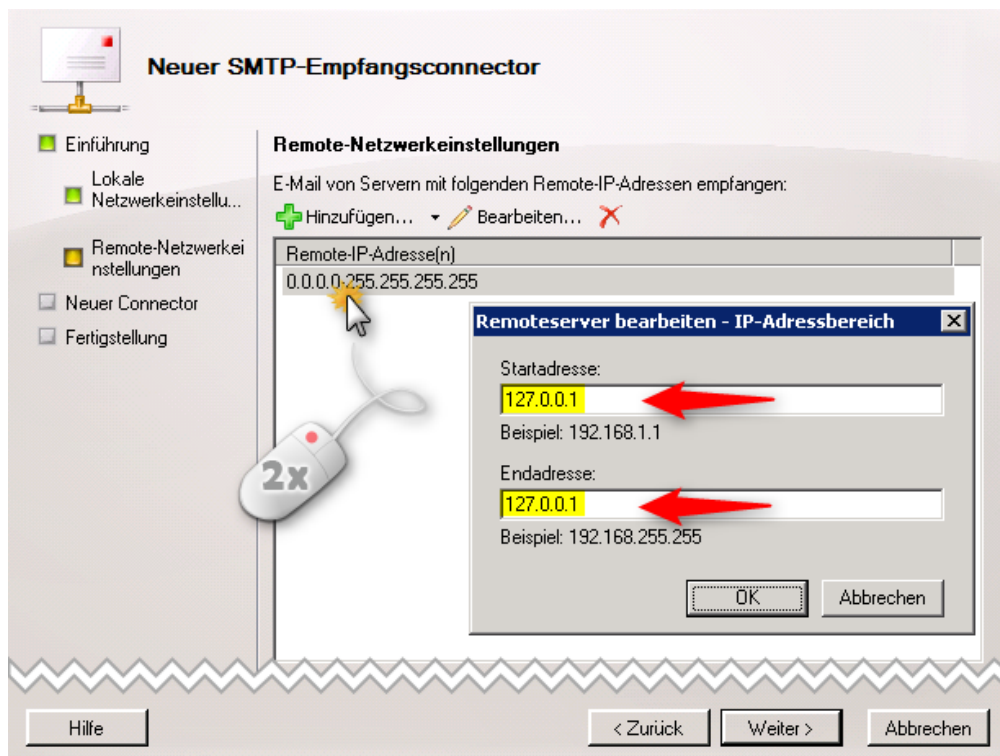 Neuer SMTP-Empfangsconnector
Einführung
Lokale
Netzwerkeinstellu...
Remote-Netzwerkei
nstellungen
Neuer Connector
Fertigstellung
Remote-Netzwerkeinstellungen
E-Mail von Servern mit folgenden Remote-IP-Adressen empfangen:
Hinzufügen... Bearbeiten...
Remote-IP-Adresse(n)
0.0.0.0-255.255.255.255
Remoteserver bearbeiten - IP-Adressbereich
Startadresse:
127.0.0.1
Beispiel: 192.168.1.1
Endadresse:
127.0.0.1
Beispiel: 192.168.255.255
OK Abbrechen
2x
Hilfe < Zurück Weiter > Abbrechen